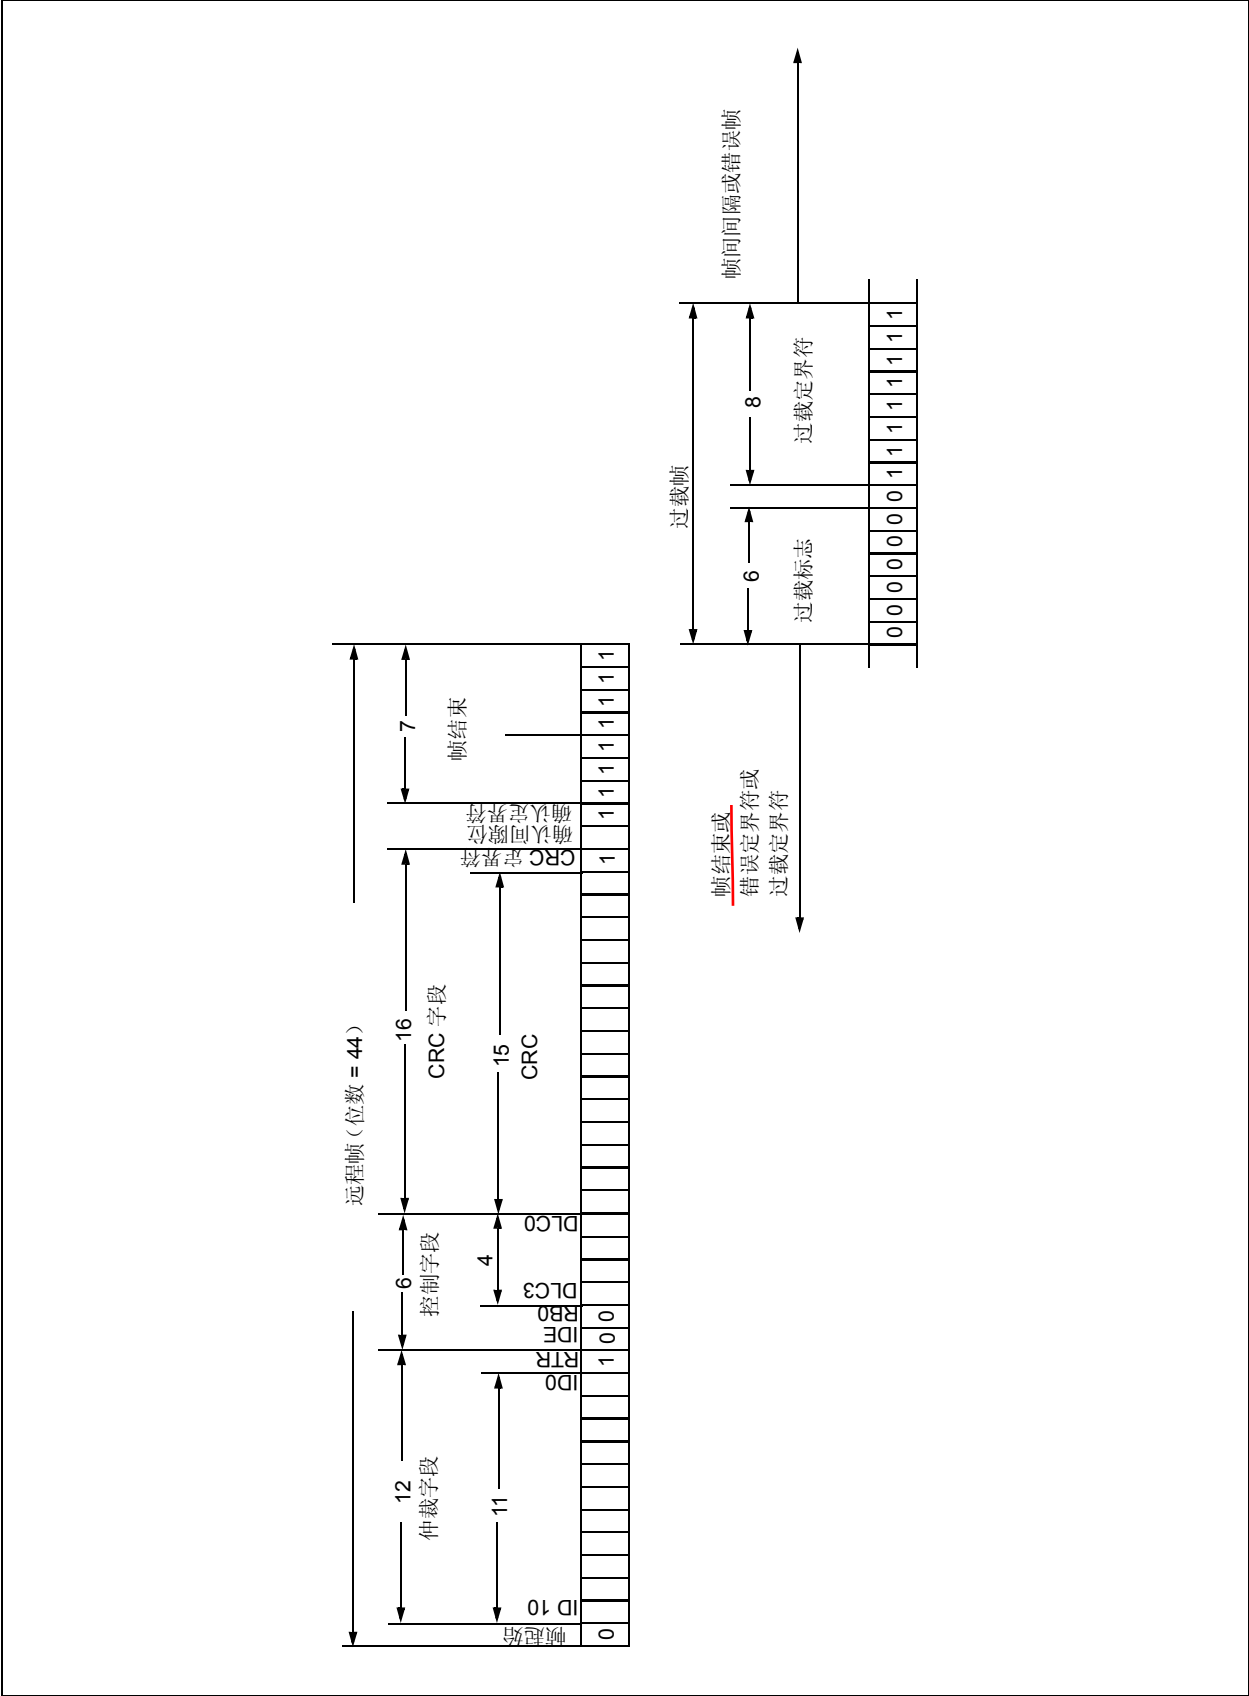 远程帧（位数 = 44）
12
仲裁字段
6
控制字段
16
CRC 字段
7
帧结束
11
4
15
CRC
帧起始
ID 10
ID0
RTR
IDE
RB0
DLC3
DLC0
CRC 定界符
确认间隙位
确认定界符
0 1 0 0 1 1 1 1 1 1 1 1 1
过载帧
6
过载标志
8
过载定界符
帧结束或
错误定界符或
过载定界符
帧间间隔或错误帧
0 0 0 0 0 0 0 1 1 1 1 1 1 1 1